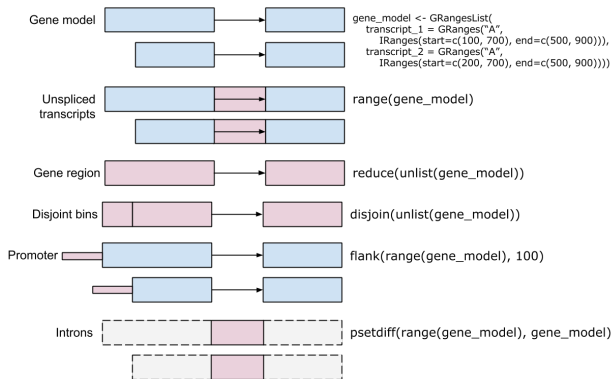 Gene model
gene_model <- GRangesList(
transcript_1 = GRanges("A",
IRanges(start=c(100, 700), end=c(500, 900))),
transcript_2 = GRanges("A",
IRanges(start=c(200, 700), end=c(500, 900))))
Unspliced
transcripts
range(gene_model)
Gene region
reduce(unlist(gene_model))
Disjoint bins
disjoin(unlist(gene_model))
Promoter
flank(range(gene_model), 100)
Introns
psetdiff(range(gene_model), gene_model)